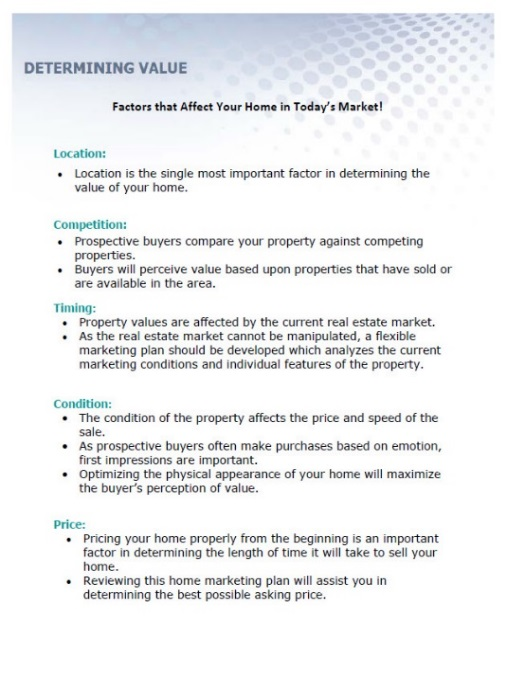 DETERMINING VALUE
Factors that Affect Your Home in Today's Market!
Location:
• Location is the single most important factor in determining the
value of your home.
Competition:
• Prospective buyers compare your property against competing
properties.
• Buyers will perceive value based upon properties that have sold or
are available in the area.
Timing:
• Property values are affected by the current real estate market.
• As the real estate market cannot be manipulated, a flexible
marketing plan should be developed which analyzes the current
marketing conditions and individual features of the property.
Condition:
• The condition of the property affects the price and speed of the
sale.
• As prospective buyers often make purchases based on emotion,
first impressions are important.
• Optimizing the physical appearance of your home will maximize
the buyer's perception of value.
Price:
• Pricing your home properly from the beginning is an important
factor in determining the length of time it will take to sell your
home.
• Reviewing this home marketing plan will assist you in
determining the best possible asking price.